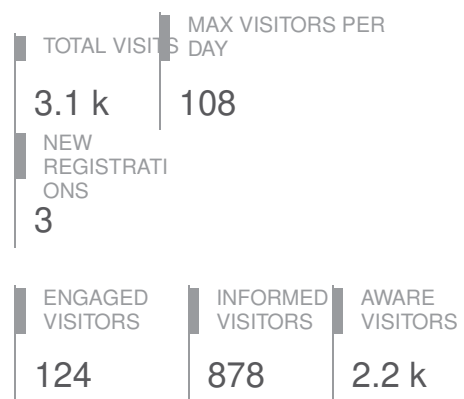 TOTAL VISITS
MAX VISITORS PER
DAY
3.1 k
108
NEW
REGISTRATI
ONS
3
ENGAGED
VISITORS
INFORMED
VISITORS
AWARE
VISITORS
124
878
2.2 k